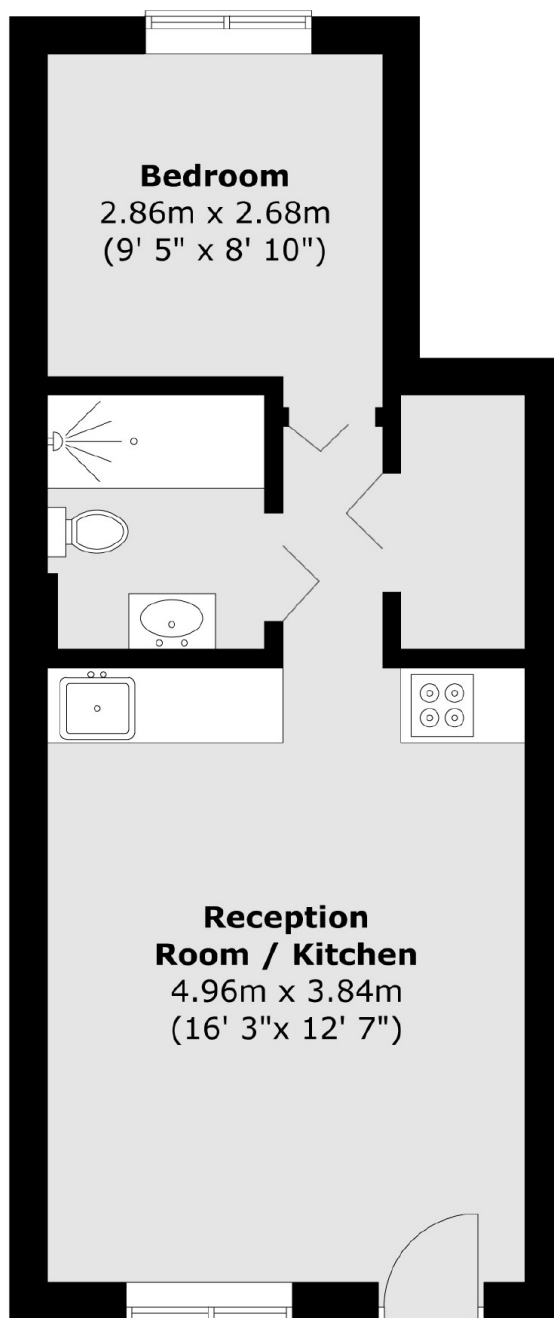 Bedroom
2.86m x 2.68m
(9' 5" x 8' 10")
Reception
Room / Kitchen
4.96m x 3.84m
(16' 3"x 12' 7")